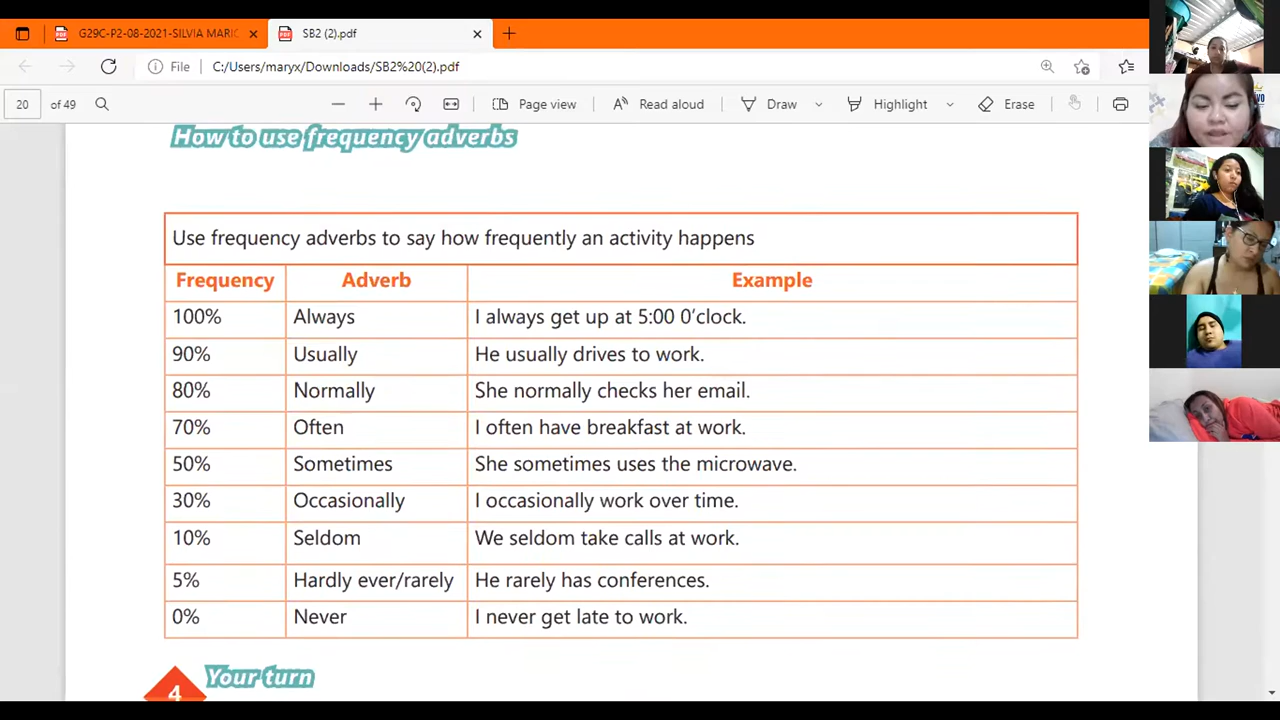 G29C-P2-08-2021-SILVIA MARIC
SB2 (2).pdf
File
C:/Users/maryx/Downloads/SB2%20(2).pdf
20 of 49
Page view
Read aloud
Draw
Highlight
Erase
How to use frequency adverbs
Use frequency adverbs to say how frequently an activity happens
Frequency Adverb Example
100% Always I always get up at 5:00 0'clock.
90% Usually He usually drives to work.
80% Normally She normally checks her email.
70% Often I often have breakfast at work.
50% Sometimes She sometimes uses the microwave.
30% Occasionally I occasionally work over time.
10% Seldom We seldom take calls at work.
5% Hardly ever/rarely He rarely has conferences.
0% Never I never get late to work.
4 Your turn